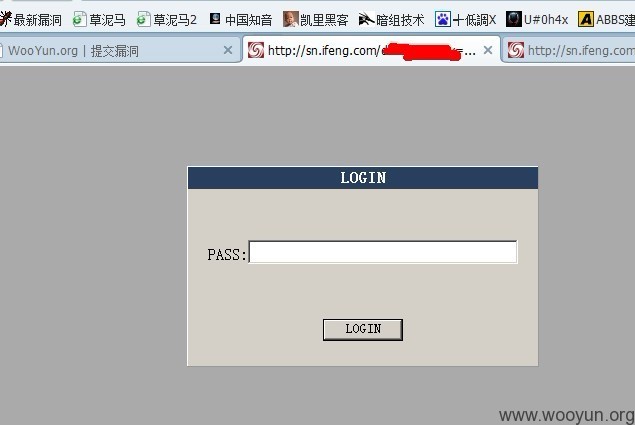 最新漏洞 草泥马 草泥马2 中国知音 凯里黑客 暗组技术 十低調X U#0h4x ABBS建
WooYun.org | 提交漏洞 http://sn.ifeng.com/ ... http://sn.ifeng.com
LOGIN
PASS:
LOGIN
www.wooyun.org